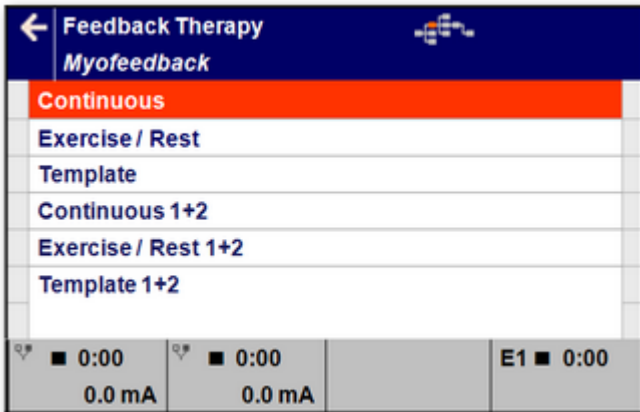 Feedback Therapy
Myofeedback
Continuous
Exercise / Rest
Template
Continuous 1+2
Exercise / Rest 1+2
Template 1+2
0:00 0:00 E1 0:00
0.0 mA 0.0 mA